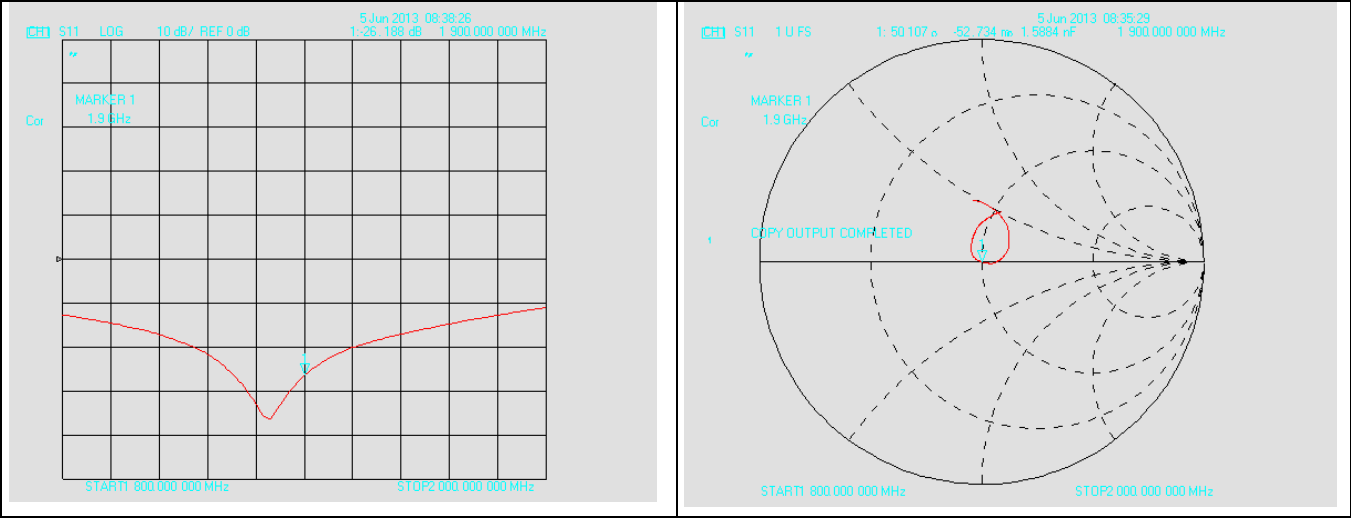 5 Jun 2013 08:38:26
CH1 S11 LOG 10 dB/ REF 0 dB 1:-26.188 dB 1 900.000 000 MHz
MARKER 1
1.9 GHz
Cor
1
START1 800.000 000 MHz STOP2 000.000 000 MHz
5 Jun 2013 08:35:29
CH1 S11 1 U FS 1: 50.107 -52.734 1.5884 nF 1 900.000 000 MHz
MARKER 1
1.9 GHz
Cor
COPY OUTPUT COMPLETED
1
1
START1 800.000 000 MHz STOP2 000.000 000 MHz